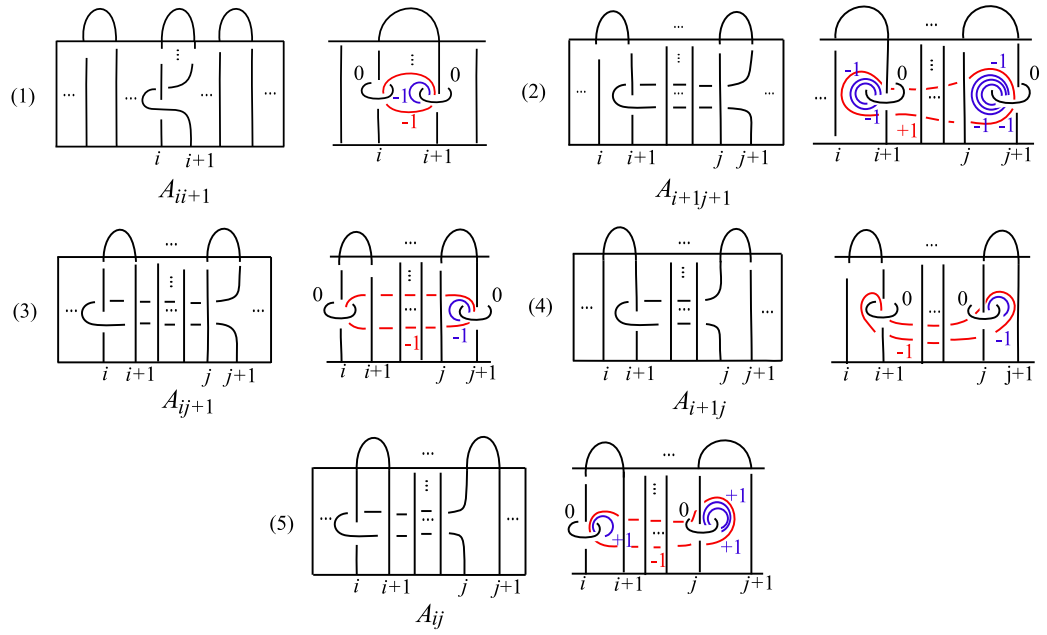 ... ...
(1) ... ... ... ... 0 -1 0 -1
i i+1 i i+1
A_{ii+1}
... ...
(2) ... ... ... ... -1 0 -1 0 ... ... -1 +1 -1 -1
i i+1 j j+1 i i+1 j j+1
A_{i+1j+1}
... ...
(3) ... ... ... ... ... 0 ... ... 0 -1 -1
i i+1 j j+1 i i+1 j j+1
A_{ij+1}
... ...
(4) ... ... ... ... ... 0 ... ... 0 -1 -1
i i+1 j j+1 i i+1 j j+1
A_{i+1j}
... ...
(5) ... ... ... ... 0 +1 ... ... 0 +1 -1 +1
i i+1 j j+1 i i+1 j j+1
A_{ij}